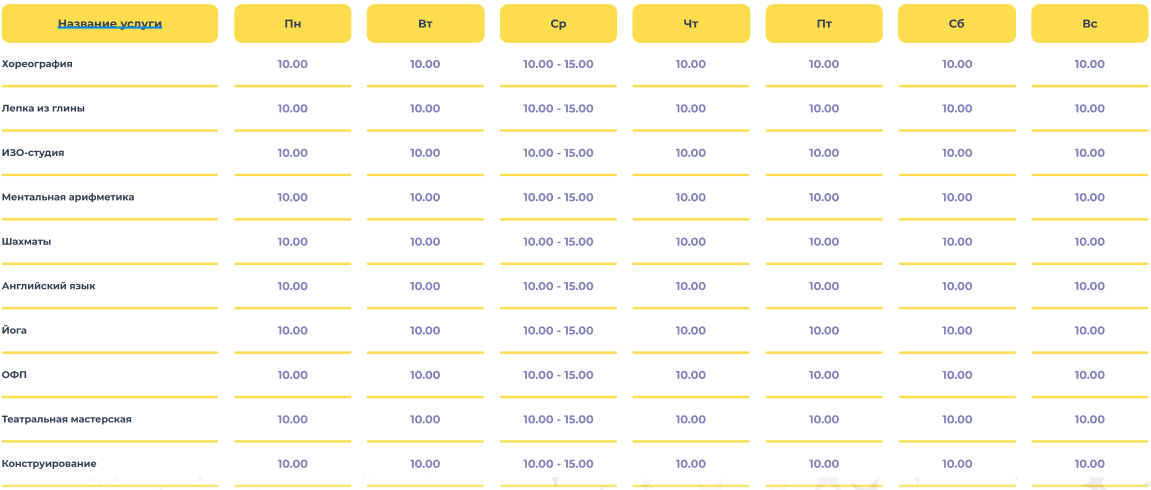 Название услуги Пн Вт Ср Чт Пт Сб Вс
Хореография 10.00 10.00 10.00 - 15.00 10.00 10.00 10.00 10.00
Лепка из глины 10.00 10.00 10.00 - 15.00 10.00 10.00 10.00 10.00
ИЗО-студия 10.00 10.00 10.00 - 15.00 10.00 10.00 10.00 10.00
Ментальная арифметика 10.00 10.00 10.00 - 15.00 10.00 10.00 10.00 10.00
Шахматы 10.00 10.00 10.00 - 15.00 10.00 10.00 10.00 10.00
Английский язык 10.00 10.00 10.00 - 15.00 10.00 10.00 10.00 10.00
Йога 10.00 10.00 10.00 - 15.00 10.00 10.00 10.00 10.00
ОФП 10.00 10.00 10.00 - 15.00 10.00 10.00 10.00 10.00
Театральная мастерская 10.00 10.00 10.00 - 15.00 10.00 10.00 10.00 10.00
Конструирование 10.00 10.00 10.00 - 15.00 10.00 10.00 10.00 10.00